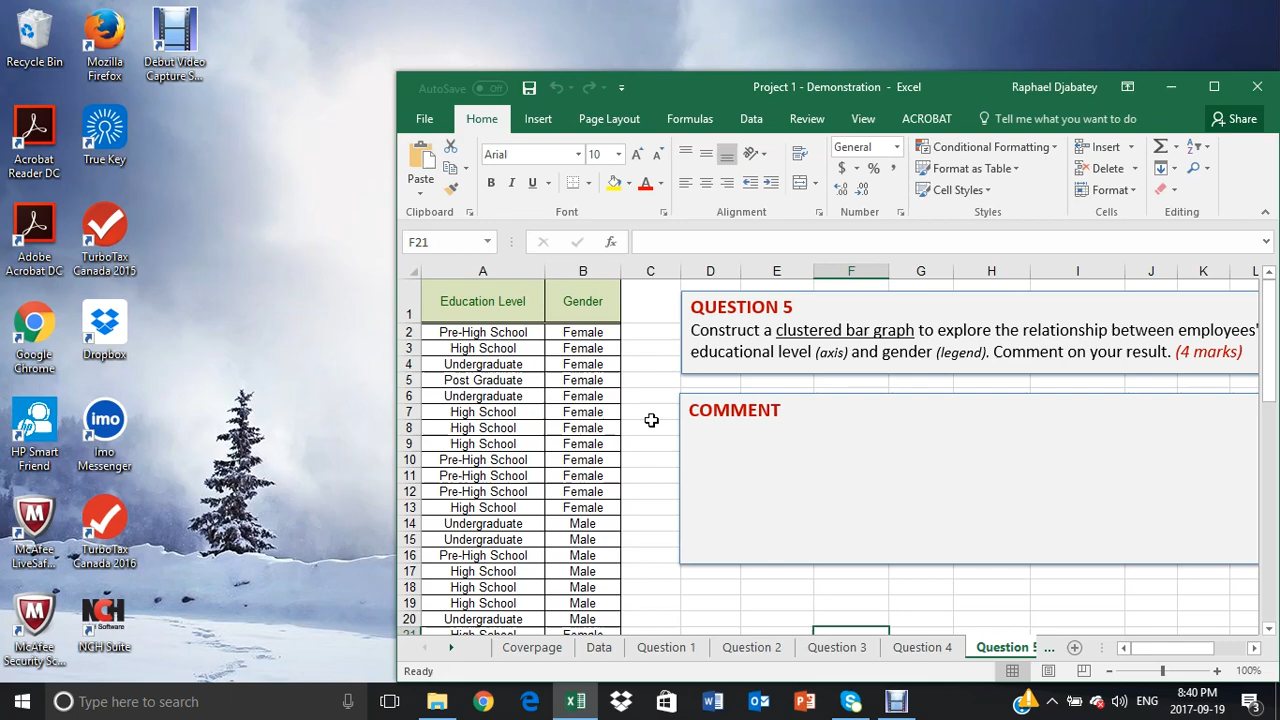 Recycle Bin
Mozilla
Firefox
Debut Video
Capture S...
Acrobat
Reader DC
True Key
Adobe
Acrobat DC
TurboTax
Canada 2015
Google
Chrome
Dropbox
HP Smart
Friend
Imo
Messenger
McAfee
LiveSaf...
TurboTax
Canada 2016
McAfee
Security Sc...
NCH Software
NCH Suite
AutoSave Off
Project 1 - Demonstration - Excel
Raphael Djabatey
File Home Insert Page Layout Formulas Data Review View ACROBAT Tell me what you want to do Share
Paste
Clipboard
Arial 10
B I U
Font
Alignment
General
$ % ,
Number
Conditional Formatting
Format as Table
Cell Styles
Styles
Insert
Delete
Format
Cells
Editing
F21 fx
A B C D E F G H I J K L
1 Education Level Gender
2 Pre-High School Female
3 High School Female
4 Undergraduate Female
5 Post Graduate Female
6 Undergraduate Female
7 High School Female
8 High School Female
9 High School Female
10 Pre-High School Female
11 Pre-High School Female
12 Pre-High School Female
13 High School Female
14 Undergraduate Male
15 Undergraduate Male
16 Pre-High School Male
17 High School Male
18 High School Male
19 High School Male
20 Undergraduate Male
21 High School Female
QUESTION 5
Construct a clustered bar graph to explore the relationship between employees'
educational level (axis) and gender (legend). Comment on your result. (4 marks)
COMMENT
Coverpage Data Question 1 Question 2 Question 3 Question 4 Question 5 ...
Ready
100%
Type here to search
ENG
8:40 PM
2017-09-19
3